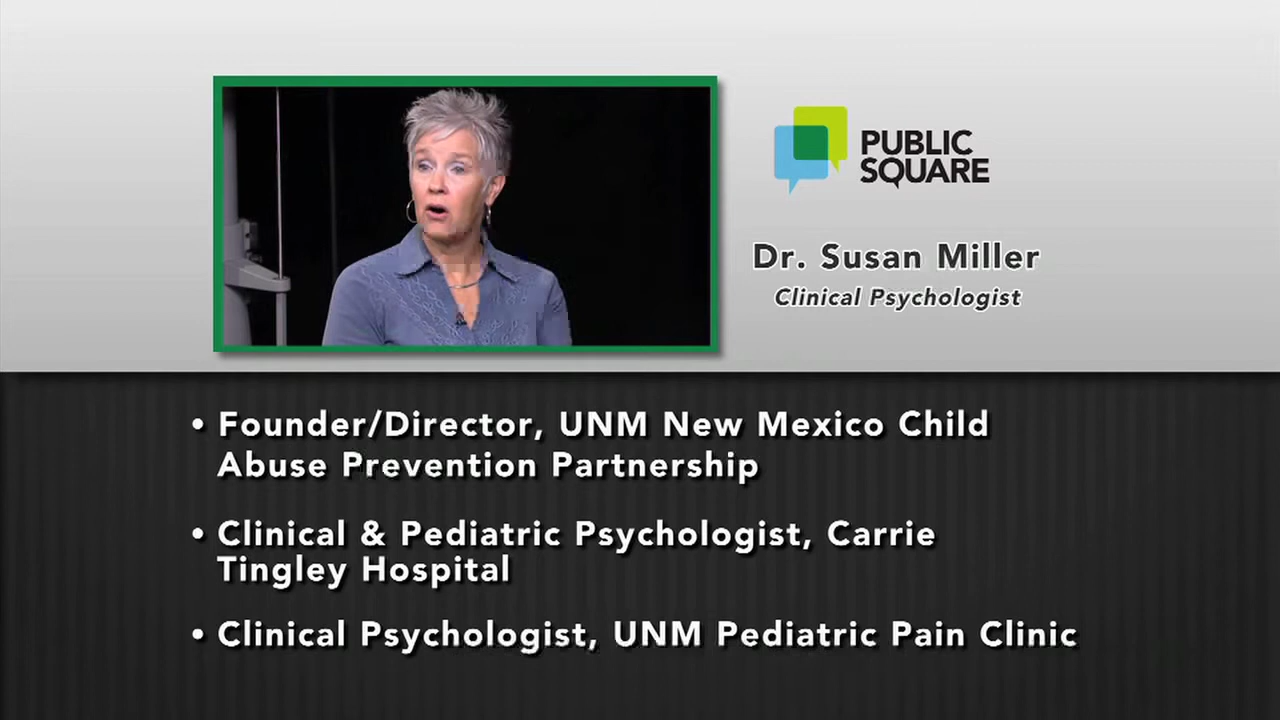 PUBLIC
SQUARE
Dr. Susan Miller
Clinical Psychologist
• Founder/Director, UNM New Mexico Child
Abuse Prevention Partnership
• Clinical & Pediatric Psychologist, Carrie
Tingley Hospital
• Clinical Psychologist, UNM Pediatric Pain Clinic